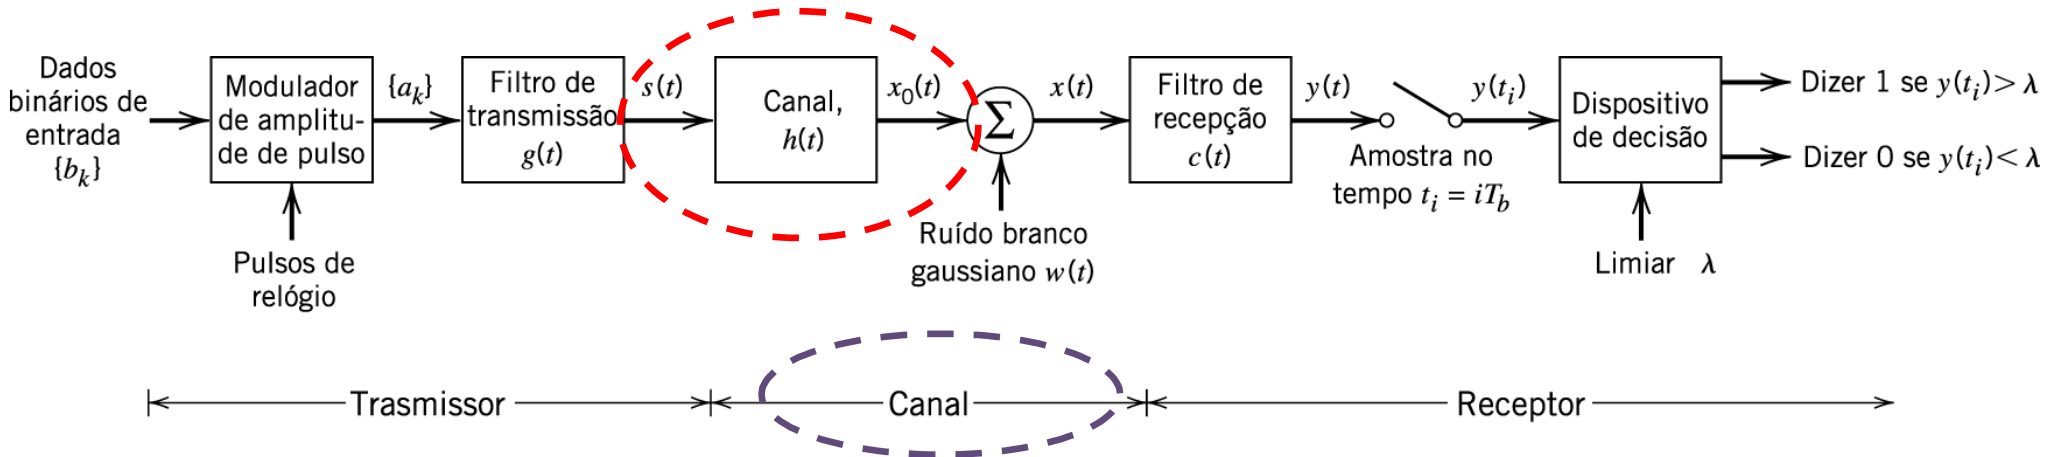 Dados
binários de
entrada
{b_k}
Modulador
de amplitu-
de de pulso
Pulsos de
relógio
{a_k}
Filtro de
transmissão
g(t)
s(t)
Canal,
h(t)
x_0(t)
Σ
Ruído branco
gaussiano w(t)
x(t)
Filtro de
recepção
c(t)
y(t)
Amostra no
tempo t_i = iT_b
y(t_i)
Dispositivo
de decisão
Limiar λ
Dizer 1 se y(t_i) > λ
Dizer 0 se y(t_i) < λ
Trasmissor
Canal
Receptor